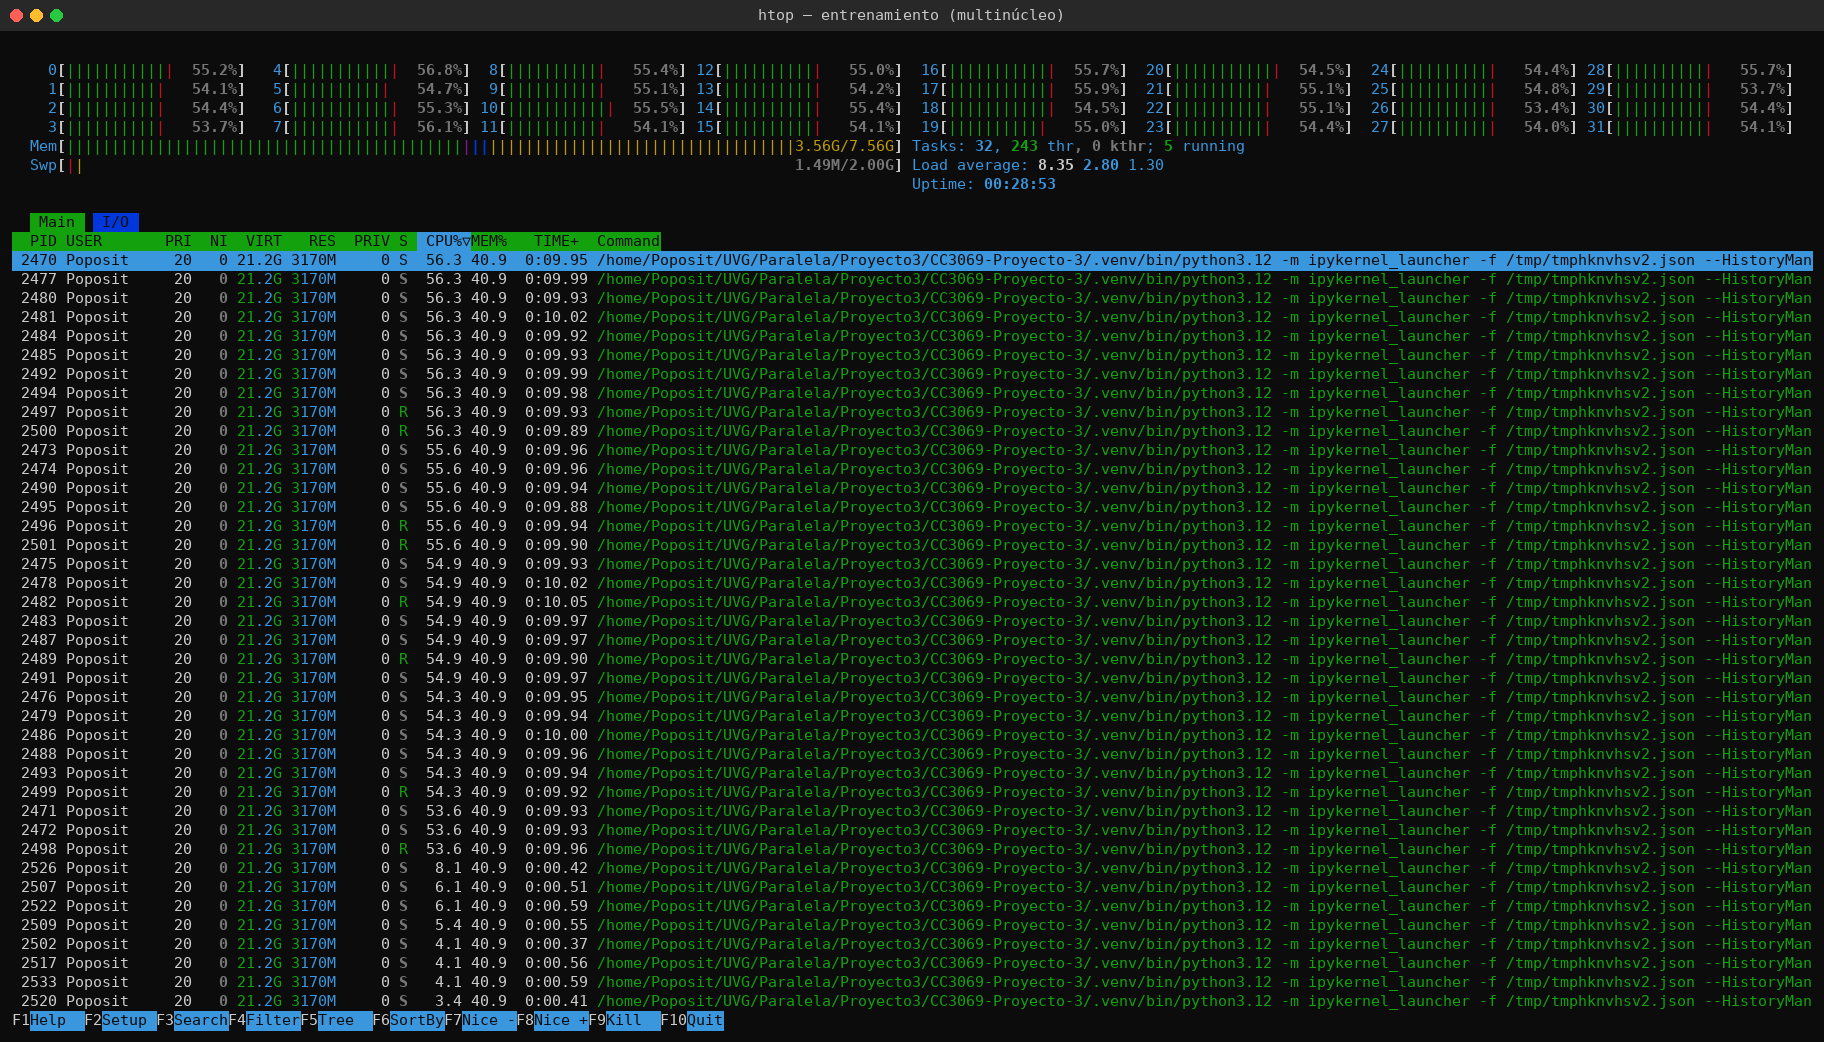 htop — entrenamiento (multinúcleo)
0[||||||||||||  55.2%]   4[||||||||||||  56.8%]  8[|||||||||||   55.4%] 12[|||||||||||   55.0%]  16[||||||||||||  55.7%]  20[||||||||||||  54.5%]  24[|||||||||||   54.4%] 28[|||||||||||   55.7%]
1[|||||||||||   54.1%]   5[|||||||||||   54.7%]  9[|||||||||||   55.1%] 13[|||||||||||   54.2%]  17[||||||||||||  55.9%]  21[|||||||||||   55.1%]  25[|||||||||||   54.8%] 29[|||||||||||   53.7%]
2[|||||||||||   54.4%]   6[||||||||||||  55.3%] 10[||||||||||||  55.5%] 14[|||||||||||   55.4%]  18[||||||||||||  54.5%]  22[|||||||||||   55.1%]  26[|||||||||||   53.4%] 30[|||||||||||   54.4%]
3[|||||||||||   53.7%]   7[||||||||||||  56.1%] 11[|||||||||||   54.1%] 15[|||||||||||   54.1%]  19[|||||||||||   55.0%]  23[|||||||||||   54.4%]  27[|||||||||||   54.0%] 31[|||||||||||   54.1%]
Mem[|||||||||||||||||||||||||||||||||||||||||||||||||||||||||||||||||||||||||||||||||3.56G/7.56G] Tasks: 32, 243 thr, 0 kthr; 5 running
Swp[|| 1.49M/2.00G] Load average: 8.35 2.80 1.30
Uptime: 00:28:53
Main I/O
PID USER PRI NI VIRT RES PRIV S CPU%▽MEM% TIME+ Command
2470 Poposit 20 0 21.2G 3170M 0 S 56.3 40.9 0:09.95 /home/Poposit/UVG/Paralela/Proyecto3/CC3069-Proyecto-3/.venv/bin/python3.12 -m ipykernel_launcher -f /tmp/tmphknvhsv2.json --HistoryMan
2477 Poposit 20 0 21.2G 3170M 0 S 56.3 40.9 0:09.99 /home/Poposit/UVG/Paralela/Proyecto3/CC3069-Proyecto-3/.venv/bin/python3.12 -m ipykernel_launcher -f /tmp/tmphknvhsv2.json --HistoryMan
2480 Poposit 20 0 21.2G 3170M 0 S 56.3 40.9 0:09.93 /home/Poposit/UVG/Paralela/Proyecto3/CC3069-Proyecto-3/.venv/bin/python3.12 -m ipykernel_launcher -f /tmp/tmphknvhsv2.json --HistoryMan
2481 Poposit 20 0 21.2G 3170M 0 S 56.3 40.9 0:10.02 /home/Poposit/UVG/Paralela/Proyecto3/CC3069-Proyecto-3/.venv/bin/python3.12 -m ipykernel_launcher -f /tmp/tmphknvhsv2.json --HistoryMan
2484 Poposit 20 0 21.2G 3170M 0 S 56.3 40.9 0:09.92 /home/Poposit/UVG/Paralela/Proyecto3/CC3069-Proyecto-3/.venv/bin/python3.12 -m ipykernel_launcher -f /tmp/tmphknvhsv2.json --HistoryMan
2485 Poposit 20 0 21.2G 3170M 0 S 56.3 40.9 0:09.93 /home/Poposit/UVG/Paralela/Proyecto3/CC3069-Proyecto-3/.venv/bin/python3.12 -m ipykernel_launcher -f /tmp/tmphknvhsv2.json --HistoryMan
2492 Poposit 20 0 21.2G 3170M 0 S 56.3 40.9 0:09.99 /home/Poposit/UVG/Paralela/Proyecto3/CC3069-Proyecto-3/.venv/bin/python3.12 -m ipykernel_launcher -f /tmp/tmphknvhsv2.json --HistoryMan
2494 Poposit 20 0 21.2G 3170M 0 S 56.3 40.9 0:09.98 /home/Poposit/UVG/Paralela/Proyecto3/CC3069-Proyecto-3/.venv/bin/python3.12 -m ipykernel_launcher -f /tmp/tmphknvhsv2.json --HistoryMan
2497 Poposit 20 0 21.2G 3170M 0 R 56.3 40.9 0:09.93 /home/Poposit/UVG/Paralela/Proyecto3/CC3069-Proyecto-3/.venv/bin/python3.12 -m ipykernel_launcher -f /tmp/tmphknvhsv2.json --HistoryMan
2500 Poposit 20 0 21.2G 3170M 0 R 56.3 40.9 0:09.89 /home/Poposit/UVG/Paralela/Proyecto3/CC3069-Proyecto-3/.venv/bin/python3.12 -m ipykernel_launcher -f /tmp/tmphknvhsv2.json --HistoryMan
2473 Poposit 20 0 21.2G 3170M 0 S 55.6 40.9 0:09.96 /home/Poposit/UVG/Paralela/Proyecto3/CC3069-Proyecto-3/.venv/bin/python3.12 -m ipykernel_launcher -f /tmp/tmphknvhsv2.json --HistoryMan
2474 Poposit 20 0 21.2G 3170M 0 S 55.6 40.9 0:09.96 /home/Poposit/UVG/Paralela/Proyecto3/CC3069-Proyecto-3/.venv/bin/python3.12 -m ipykernel_launcher -f /tmp/tmphknvhsv2.json --HistoryMan
2490 Poposit 20 0 21.2G 3170M 0 S 55.6 40.9 0:09.94 /home/Poposit/UVG/Paralela/Proyecto3/CC3069-Proyecto-3/.venv/bin/python3.12 -m ipykernel_launcher -f /tmp/tmphknvhsv2.json --HistoryMan
2495 Poposit 20 0 21.2G 3170M 0 S 55.6 40.9 0:09.88 /home/Poposit/UVG/Paralela/Proyecto3/CC3069-Proyecto-3/.venv/bin/python3.12 -m ipykernel_launcher -f /tmp/tmphknvhsv2.json --HistoryMan
2496 Poposit 20 0 21.2G 3170M 0 R 55.6 40.9 0:09.94 /home/Poposit/UVG/Paralela/Proyecto3/CC3069-Proyecto-3/.venv/bin/python3.12 -m ipykernel_launcher -f /tmp/tmphknvhsv2.json --HistoryMan
2501 Poposit 20 0 21.2G 3170M 0 R 55.6 40.9 0:09.90 /home/Poposit/UVG/Paralela/Proyecto3/CC3069-Proyecto-3/.venv/bin/python3.12 -m ipykernel_launcher -f /tmp/tmphknvhsv2.json --HistoryMan
2475 Poposit 20 0 21.2G 3170M 0 S 54.9 40.9 0:09.93 /home/Poposit/UVG/Paralela/Proyecto3/CC3069-Proyecto-3/.venv/bin/python3.12 -m ipykernel_launcher -f /tmp/tmphknvhsv2.json --HistoryMan
2478 Poposit 20 0 21.2G 3170M 0 S 54.9 40.9 0:10.02 /home/Poposit/UVG/Paralela/Proyecto3/CC3069-Proyecto-3/.venv/bin/python3.12 -m ipykernel_launcher -f /tmp/tmphknvhsv2.json --HistoryMan
2482 Poposit 20 0 21.2G 3170M 0 R 54.9 40.9 0:10.05 /home/Poposit/UVG/Paralela/Proyecto3/CC3069-Proyecto-3/.venv/bin/python3.12 -m ipykernel_launcher -f /tmp/tmphknvhsv2.json --HistoryMan
2483 Poposit 20 0 21.2G 3170M 0 S 54.9 40.9 0:09.97 /home/Poposit/UVG/Paralela/Proyecto3/CC3069-Proyecto-3/.venv/bin/python3.12 -m ipykernel_launcher -f /tmp/tmphknvhsv2.json --HistoryMan
2487 Poposit 20 0 21.2G 3170M 0 S 54.9 40.9 0:09.97 /home/Poposit/UVG/Paralela/Proyecto3/CC3069-Proyecto-3/.venv/bin/python3.12 -m ipykernel_launcher -f /tmp/tmphknvhsv2.json --HistoryMan
2489 Poposit 20 0 21.2G 3170M 0 R 54.9 40.9 0:09.90 /home/Poposit/UVG/Paralela/Proyecto3/CC3069-Proyecto-3/.venv/bin/python3.12 -m ipykernel_launcher -f /tmp/tmphknvhsv2.json --HistoryMan
2491 Poposit 20 0 21.2G 3170M 0 S 54.9 40.9 0:09.97 /home/Poposit/UVG/Paralela/Proyecto3/CC3069-Proyecto-3/.venv/bin/python3.12 -m ipykernel_launcher -f /tmp/tmphknvhsv2.json --HistoryMan
2476 Poposit 20 0 21.2G 3170M 0 S 54.3 40.9 0:09.95 /home/Poposit/UVG/Paralela/Proyecto3/CC3069-Proyecto-3/.venv/bin/python3.12 -m ipykernel_launcher -f /tmp/tmphknvhsv2.json --HistoryMan
2479 Poposit 20 0 21.2G 3170M 0 S 54.3 40.9 0:09.94 /home/Poposit/UVG/Paralela/Proyecto3/CC3069-Proyecto-3/.venv/bin/python3.12 -m ipykernel_launcher -f /tmp/tmphknvhsv2.json --HistoryMan
2486 Poposit 20 0 21.2G 3170M 0 S 54.3 40.9 0:10.00 /home/Poposit/UVG/Paralela/Proyecto3/CC3069-Proyecto-3/.venv/bin/python3.12 -m ipykernel_launcher -f /tmp/tmphknvhsv2.json --HistoryMan
2488 Poposit 20 0 21.2G 3170M 0 S 54.3 40.9 0:09.96 /home/Poposit/UVG/Paralela/Proyecto3/CC3069-Proyecto-3/.venv/bin/python3.12 -m ipykernel_launcher -f /tmp/tmphknvhsv2.json --HistoryMan
2493 Poposit 20 0 21.2G 3170M 0 S 54.3 40.9 0:09.94 /home/Poposit/UVG/Paralela/Proyecto3/CC3069-Proyecto-3/.venv/bin/python3.12 -m ipykernel_launcher -f /tmp/tmphknvhsv2.json --HistoryMan
2499 Poposit 20 0 21.2G 3170M 0 R 54.3 40.9 0:09.92 /home/Poposit/UVG/Paralela/Proyecto3/CC3069-Proyecto-3/.venv/bin/python3.12 -m ipykernel_launcher -f /tmp/tmphknvhsv2.json --HistoryMan
2471 Poposit 20 0 21.2G 3170M 0 S 53.6 40.9 0:09.93 /home/Poposit/UVG/Paralela/Proyecto3/CC3069-Proyecto-3/.venv/bin/python3.12 -m ipykernel_launcher -f /tmp/tmphknvhsv2.json --HistoryMan
2472 Poposit 20 0 21.2G 3170M 0 S 53.6 40.9 0:09.93 /home/Poposit/UVG/Paralela/Proyecto3/CC3069-Proyecto-3/.venv/bin/python3.12 -m ipykernel_launcher -f /tmp/tmphknvhsv2.json --HistoryMan
2498 Poposit 20 0 21.2G 3170M 0 R 53.6 40.9 0:09.96 /home/Poposit/UVG/Paralela/Proyecto3/CC3069-Proyecto-3/.venv/bin/python3.12 -m ipykernel_launcher -f /tmp/tmphknvhsv2.json --HistoryMan
2526 Poposit 20 0 21.2G 3170M 0 S 8.1 40.9 0:00.42 /home/Poposit/UVG/Paralela/Proyecto3/CC3069-Proyecto-3/.venv/bin/python3.12 -m ipykernel_launcher -f /tmp/tmphknvhsv2.json --HistoryMan
2507 Poposit 20 0 21.2G 3170M 0 S 6.1 40.9 0:00.51 /home/Poposit/UVG/Paralela/Proyecto3/CC3069-Proyecto-3/.venv/bin/python3.12 -m ipykernel_launcher -f /tmp/tmphknvhsv2.json --HistoryMan
2522 Poposit 20 0 21.2G 3170M 0 S 6.1 40.9 0:00.59 /home/Poposit/UVG/Paralela/Proyecto3/CC3069-Proyecto-3/.venv/bin/python3.12 -m ipykernel_launcher -f /tmp/tmphknvhsv2.json --HistoryMan
2509 Poposit 20 0 21.2G 3170M 0 S 5.4 40.9 0:00.55 /home/Poposit/UVG/Paralela/Proyecto3/CC3069-Proyecto-3/.venv/bin/python3.12 -m ipykernel_launcher -f /tmp/tmphknvhsv2.json --HistoryMan
2502 Poposit 20 0 21.2G 3170M 0 S 4.1 40.9 0:00.37 /home/Poposit/UVG/Paralela/Proyecto3/CC3069-Proyecto-3/.venv/bin/python3.12 -m ipykernel_launcher -f /tmp/tmphknvhsv2.json --HistoryMan
2517 Poposit 20 0 21.2G 3170M 0 S 4.1 40.9 0:00.56 /home/Poposit/UVG/Paralela/Proyecto3/CC3069-Proyecto-3/.venv/bin/python3.12 -m ipykernel_launcher -f /tmp/tmphknvhsv2.json --HistoryMan
2533 Poposit 20 0 21.2G 3170M 0 S 4.1 40.9 0:00.59 /home/Poposit/UVG/Paralela/Proyecto3/CC3069-Proyecto-3/.venv/bin/python3.12 -m ipykernel_launcher -f /tmp/tmphknvhsv2.json --HistoryMan
2520 Poposit 20 0 21.2G 3170M 0 S 3.4 40.9 0:00.41 /home/Poposit/UVG/Paralela/Proyecto3/CC3069-Proyecto-3/.venv/bin/python3.12 -m ipykernel_launcher -f /tmp/tmphknvhsv2.json --HistoryMan
F1Help F2Setup F3SearchF4FilterF5Tree F6SortByF7Nice -F8Nice +F9Kill F10Quit